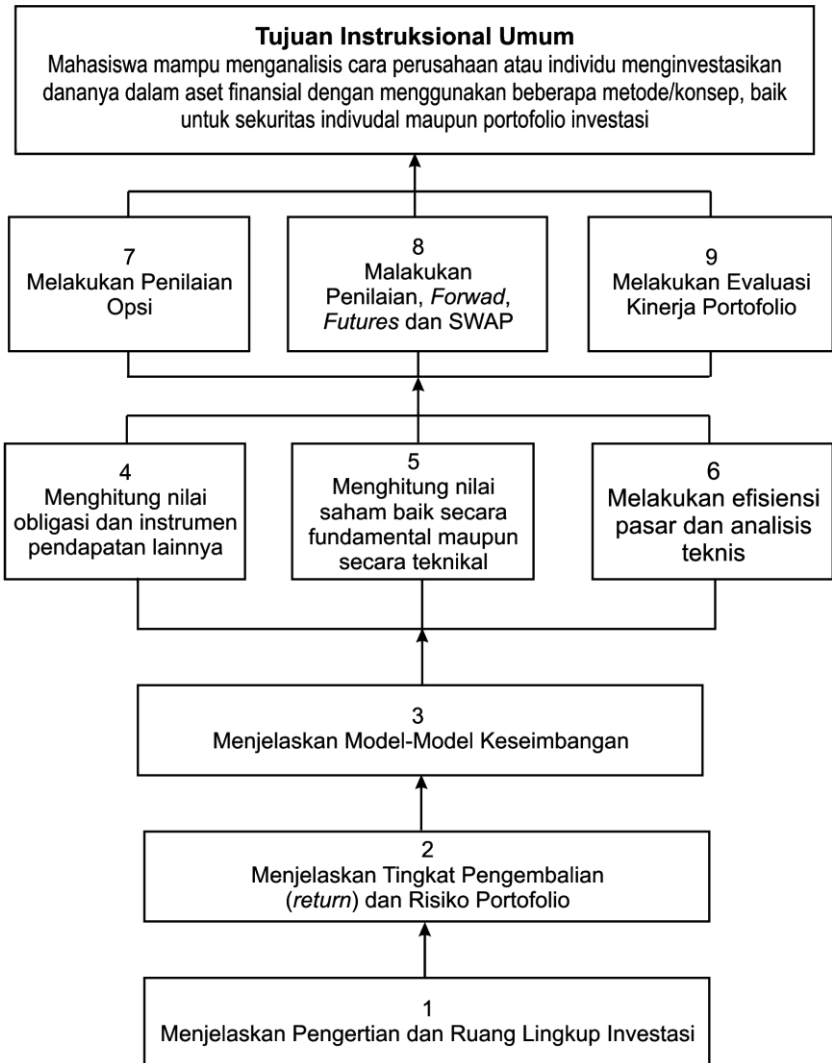 Tujuan Instruksional Umum
Mahasiswa mampu menganalisis cara perusahaan atau individu menginvestasikan
dananya dalam aset finansial dengan menggunakan beberapa metode/konsep, baik
untuk sekuritas indivudal maupun portofolio investasi
7
Melakukan Penilaian
Opsi
8
Malakukan
Penilaian, Forwad,
Futures dan SWAP
9
Melakukan Evaluasi
Kinerja Portofolio
4
Menghitung nilai
obligasi dan instrumen
pendapatan lainnya
5
Menghitung nilai
saham baik secara
fundamental maupun
secara teknikal
6
Melakukan efisiensi
pasar dan analisis
teknis
3
Menjelaskan Model-Model Keseimbangan
2
Menjelaskan Tingkat Pengembalian
(return) dan Risiko Portofolio
1
Menjelaskan Pengertian dan Ruang Lingkup Investasi